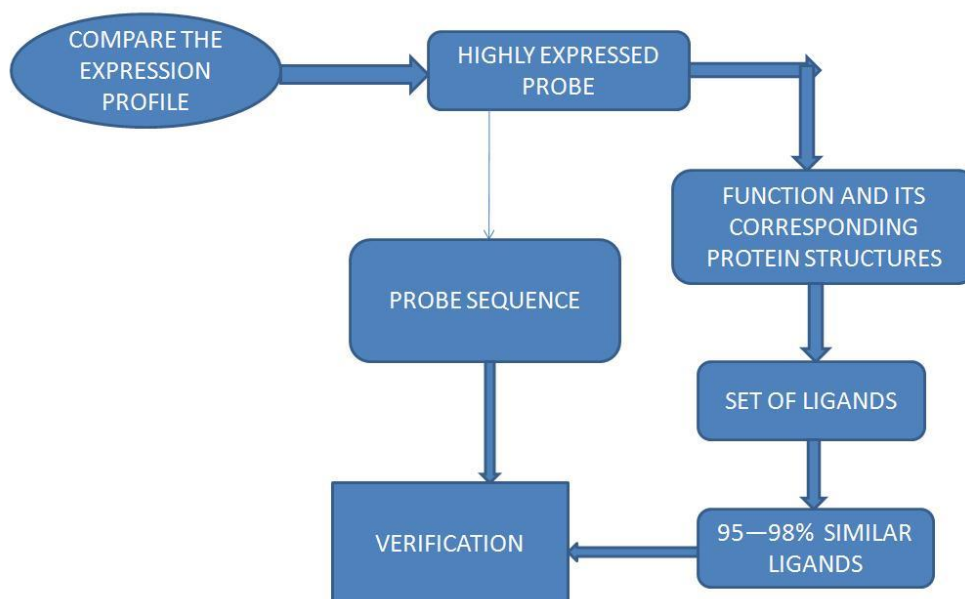 COMPARE THE
EXPRESSION
PROFILE
HIGHLY EXPRESSED
PROBE
FUNCTION AND ITS
CORRESPONDING
PROTEIN STRUCTURES
PROBE SEQUENCE
SET OF LIGANDS
VERIFICATION
95—98% SIMILAR
LIGANDS